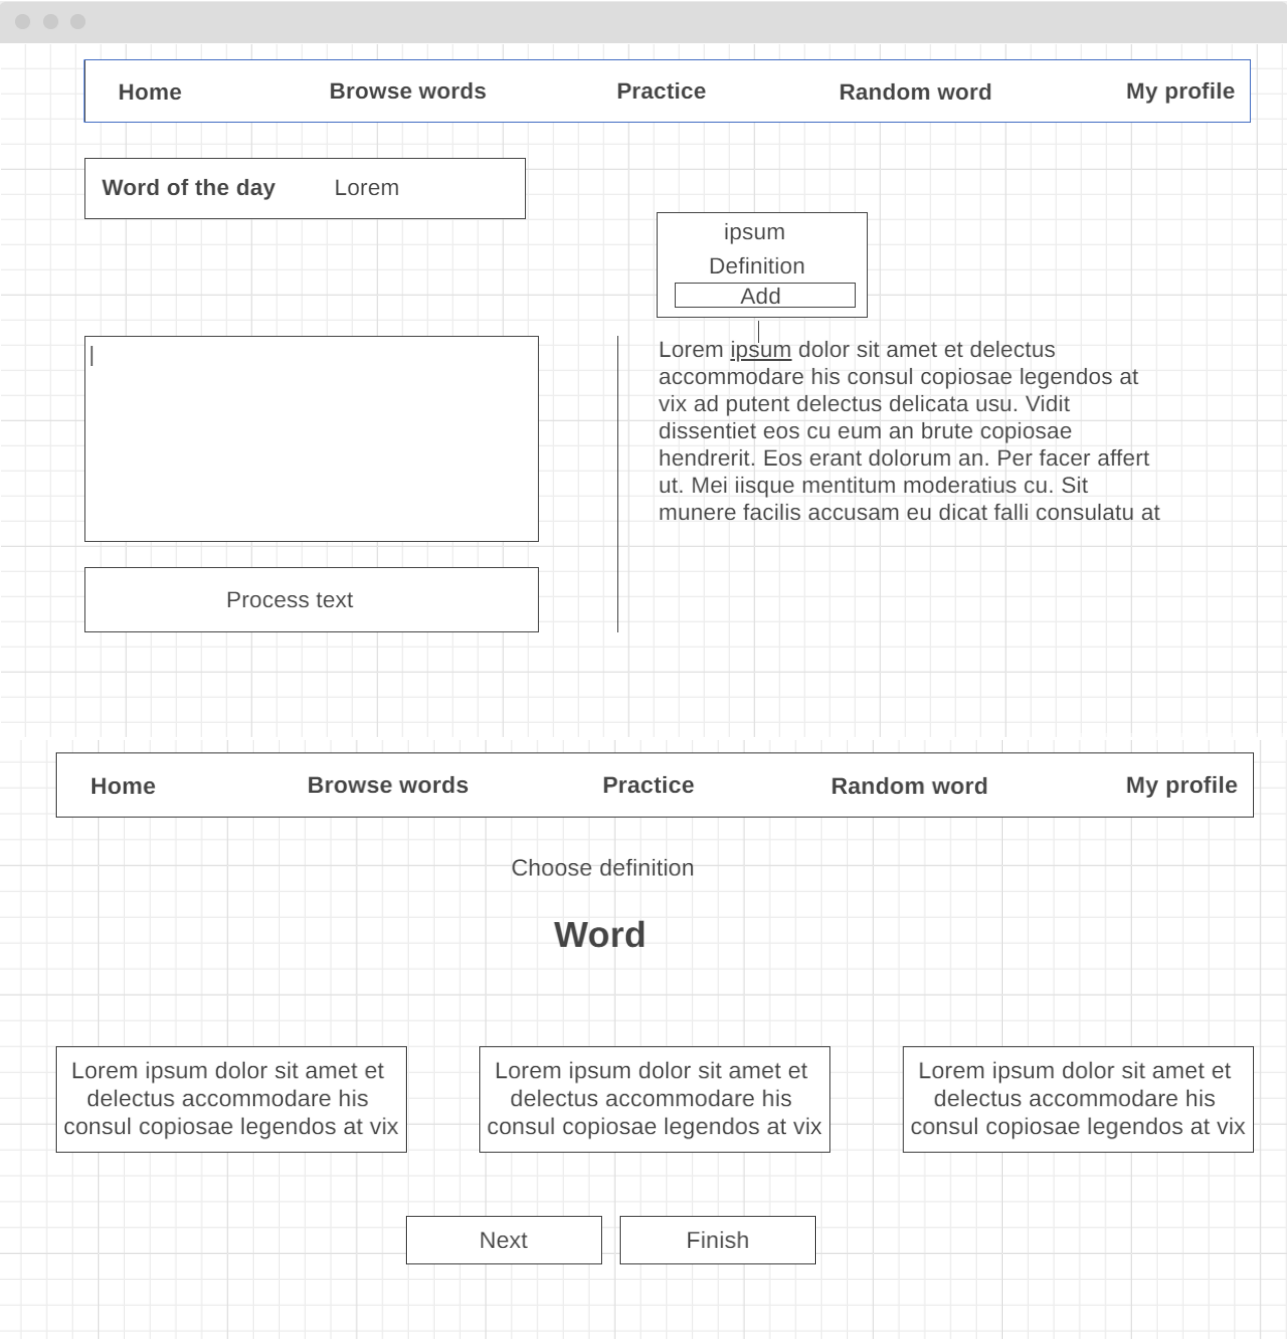 Home Browse words Practice Random word My profile
Word of the day Lorem
ipsum
Definition
Add
Lorem ipsum dolor sit amet et delectus
accommodare his consul copiosae legendos at
vix ad putent delectus delicata usu. Vidit
dissentiet eos cu eum an brute copiosae
hendrerit. Eos erant dolorum an. Per facer affert
ut. Mei iisque mentitum moderatius cu. Sit
munere facilis accusam eu dicat falli consulatu at
Process text
Home Browse words Practice Random word My profile
Choose definition
Word
Lorem ipsum dolor sit amet et
delectus accommodare his
consul copiosae legendos at vix
Lorem ipsum dolor sit amet et
delectus accommodare his
consul copiosae legendos at vix
Lorem ipsum dolor sit amet et
delectus accommodare his
consul copiosae legendos at vix
Next
Finish